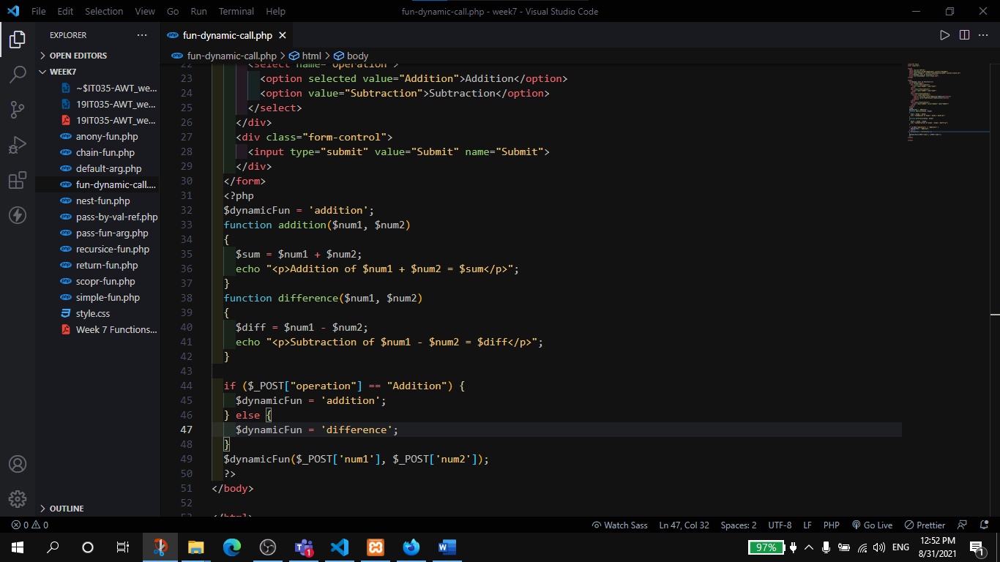 File Edit Selection View Go Run Terminal Help
fun-dynamic-call.php - week7 - Visual Studio Code
EXPLORER
OPEN EDITORS
WEEK7
~$IT035-AWT_we...
19IT035-AWT_we...
19IT035-AWT_we...
anony-fun.php
chain-fun.php
default-arg.php
fun-dynamic-call....
nest-fun.php
pass-by-val-ref.php
pass-fun-arg.php
recursice-fun.php
return-fun.php
scopr-fun.php
simple-fun.php
style.css
Week 7 Functions...
OUTLINE
fun-dynamic-call.php
fun-dynamic-call.php > html > body
22 <select name="operation">
23 <option selected value="Addition">Addition</option>
24 <option value="Subtraction">Subtraction</option>
25 </select>
26 </div>
27 <div class="form-control">
28 <input type="submit" value="Submit" name="Submit">
29 </div>
30 </form>
31 <?php
32 $dynamicFun = 'addition';
33 function addition($num1, $num2)
34 {
35 $sum = $num1 + $num2;
36 echo "<p>Addition of $num1 + $num2 = $sum</p>";
37 }
38 function difference($num1, $num2)
39 {
40 $diff = $num1 - $num2;
41 echo "<p>Subtraction of $num1 - $num2 = $diff</p>";
42 }
43
44 if ($_POST["operation"] == "Addition") {
45 $dynamicFun = 'addition';
46 } else {
47 $dynamicFun = 'difference';
48 }
49 $dynamicFun($_POST['num1'], $_POST['num2']);
50 ?>
51 </body>
52
53 </html>
0 0
Watch Sass Ln 47, Col 32 Spaces: 2 UTF-8 LF PHP Go Live Prettier
97% ENG 12:52 PM
8/31/2021
1
1